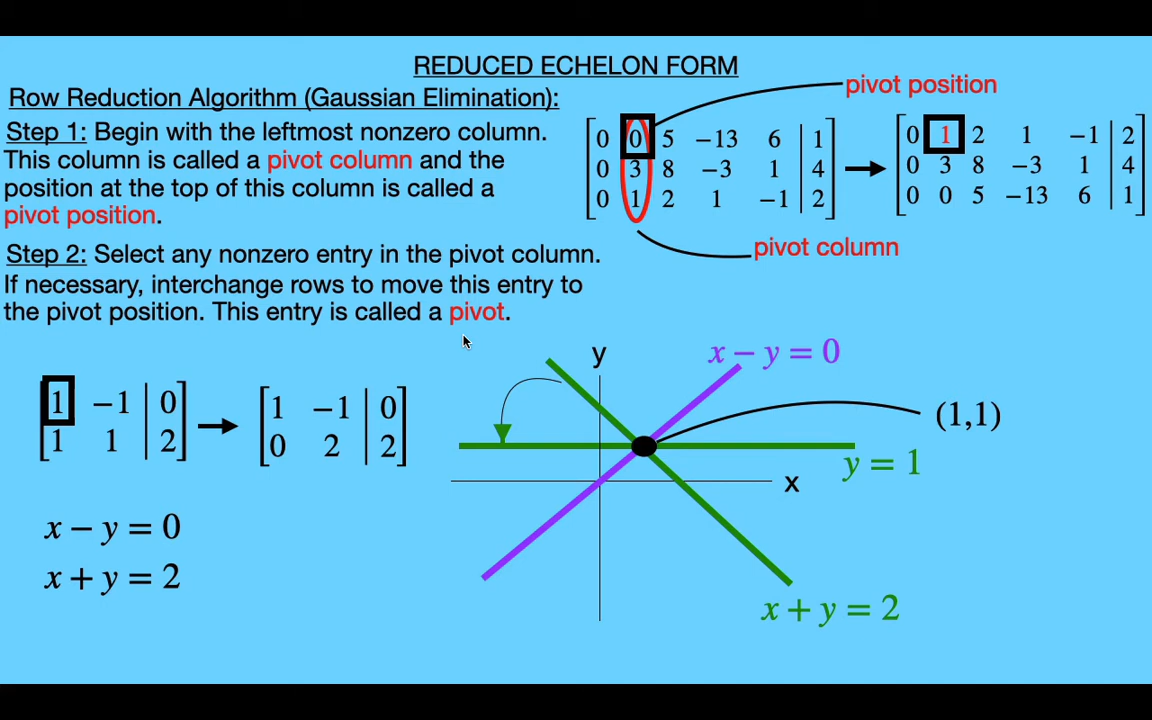 REDUCED ECHELON FORM
Row Reduction Algorithm (Gaussian Elimination):
Step 1: Begin with the leftmost nonzero column.
This column is called a pivot column and the
position at the top of this column is called a
pivot position.
Step 2: Select any nonzero entry in the pivot column.
If necessary, interchange rows to move this entry to
the pivot position. This entry is called a pivot.
pivot position
0 0 5 −13 6 | 1
0 3 8 −3 1 | 4
0 1 2 1 −1 | 2
0 1 2 1 −1 | 2
0 3 8 −3 1 | 4
0 0 5 −13 6 | 1
pivot column
1 −1 | 0
1 1 | 2
1 −1 | 0
0 2 | 2
x − y = 0
x + y = 2
y
x − y = 0
(1,1)
y = 1
x
x + y = 2